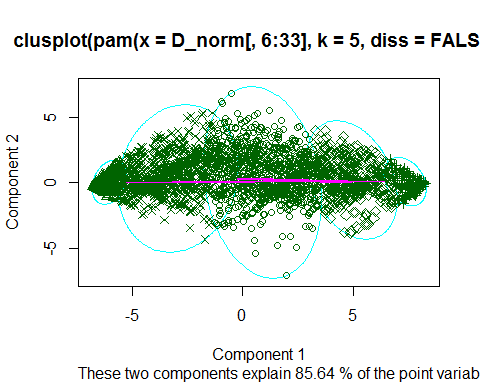 clusplot(pam(x = D_norm[, 6:33], k = 5, diss = FALS
5
0
-5
Component 2
-5
0
5
Component 1
These two components explain 85.64 % of the point variab